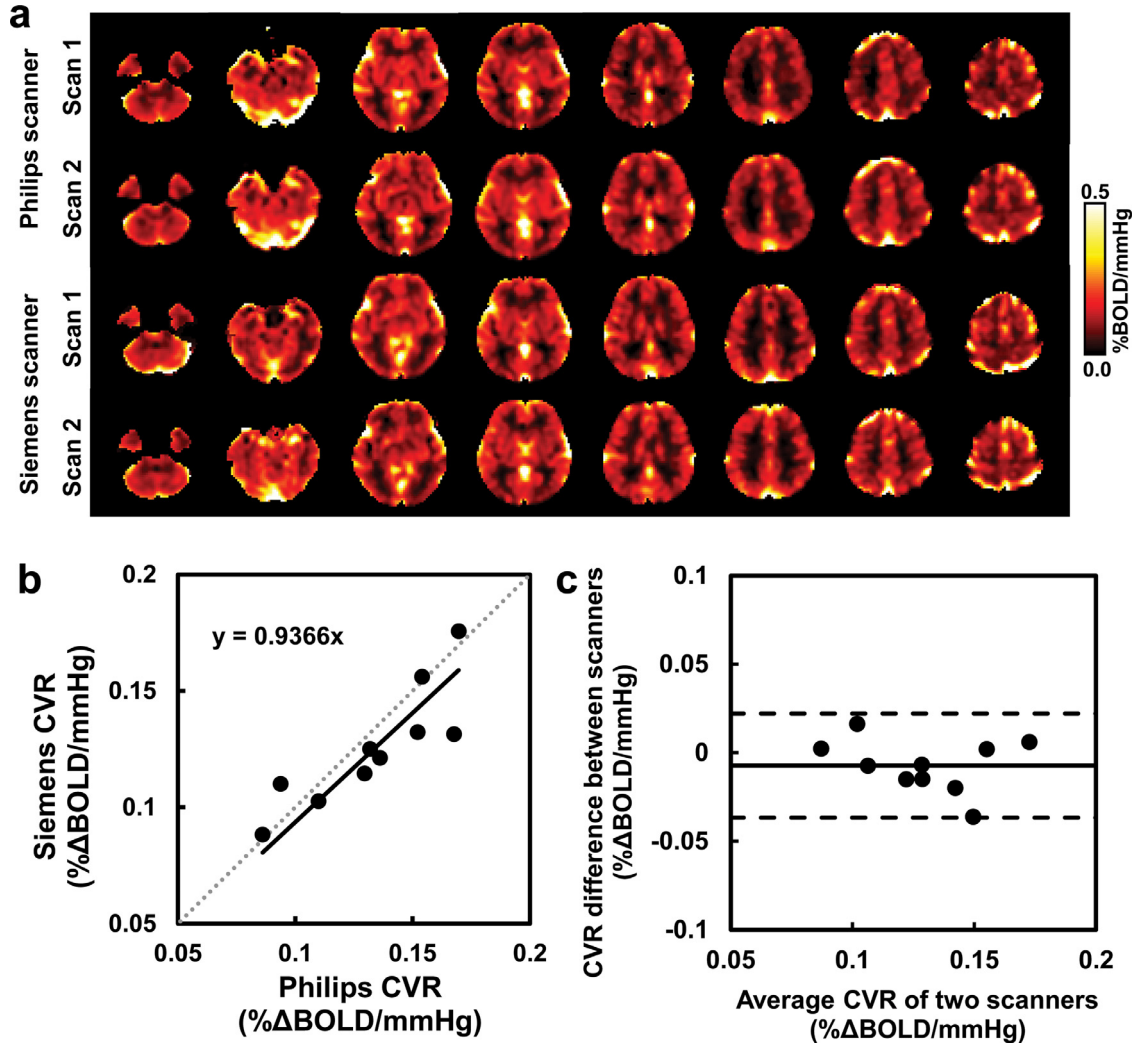 a
Philips scanner
Scan 1
Scan 2
Siemens scanner
Scan 1
Scan 2
0.5
%BOLD/mmHg
0.0
b
0.2
0.15
0.1
0.05
y = 0.9366x
Siemens CVR
(%ΔBOLD/mmHg)
0.05
0.1
0.15
0.2
Philips CVR
(%ΔBOLD/mmHg)
c
0.1
0.05
0
-0.05
-0.1
CVR difference between scanners
(%ΔBOLD/mmHg)
0.05
0.1
0.15
0.2
Average CVR of two scanners
(%ΔBOLD/mmHg)